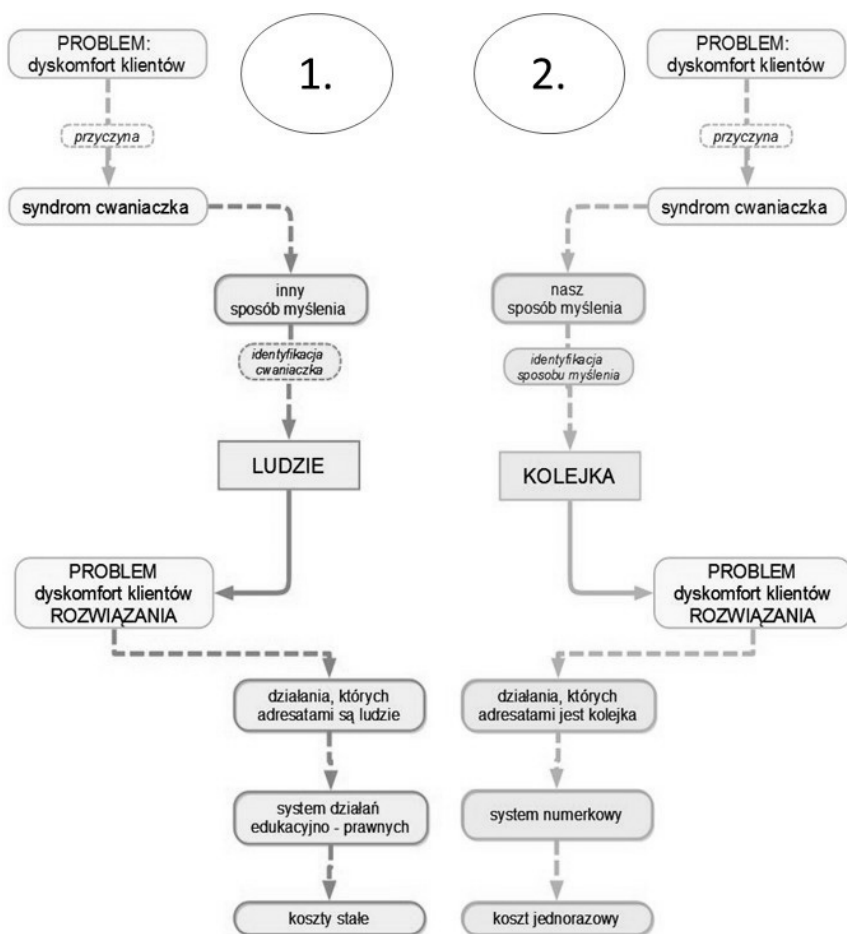 1.
PROBLEM:
dyskomfort klientów
przyczyna
syndrom cwaniaczka
inny
sposób myślenia
identyfikacja
cwaniaczka
LUDZIE
PROBLEM
dyskomfort klientów
ROZWIĄZANIA
działania, których
adresatami są ludzie
system działań
edukacyjno - prawnych
koszty stałe
2.
PROBLEM:
dyskomfort klientów
przyczyna
syndrom cwaniaczka
nasz
sposób myślenia
identyfikacja
sposobu myślenia
KOLEJKA
PROBLEM
dyskomfort klientów
ROZWIĄZANIA
działania, których
adresatami jest kolejka
system numerkowy
koszt jednorazowy